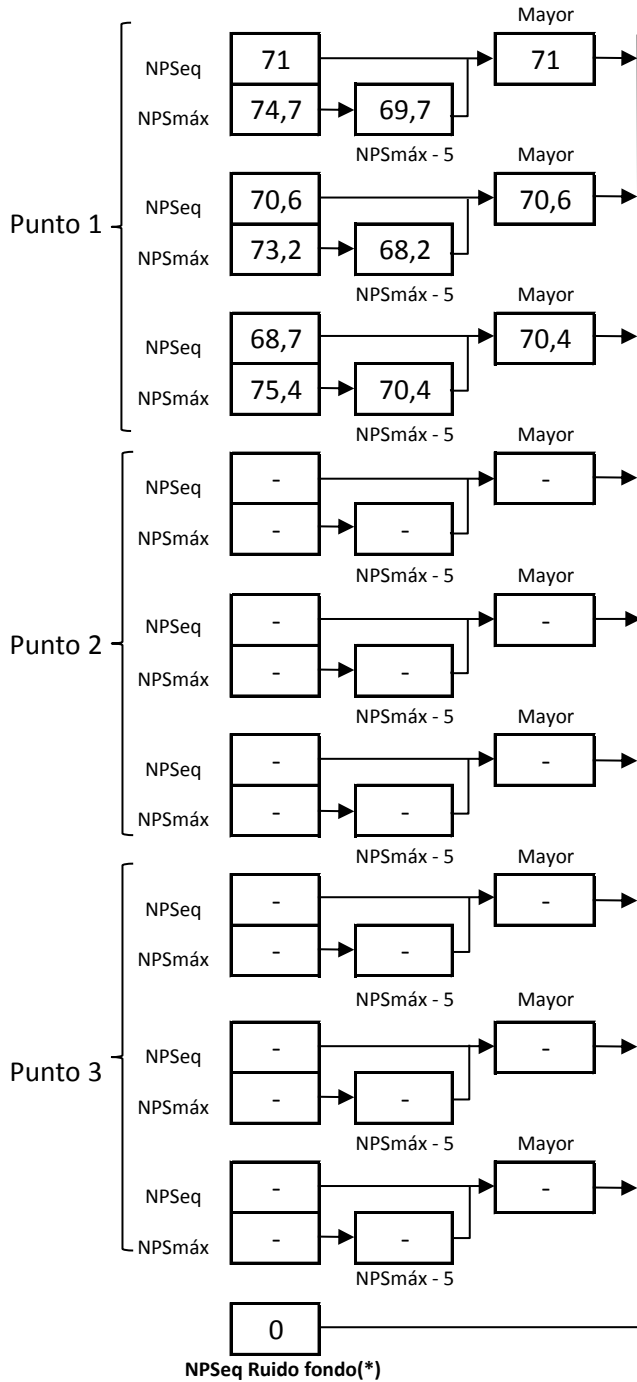 Mayor
NPSeq 71 71
NPSmáx 74,7 69,7
NPSmáx - 5 Mayor
Punto 1
NPSeq 70,6 70,6
NPSmáx 73,2 68,2
NPSmáx - 5 Mayor
NPSeq 68,7 70,4
NPSmáx 75,4 70,4
NPSmáx - 5 Mayor
NPSeq - -
NPSmáx - -
NPSmáx - 5 Mayor
Punto 2
NPSeq - -
NPSmáx - -
NPSmáx - 5 Mayor
NPSeq - -
NPSmáx - -
NPSmáx - 5 Mayor
NPSeq - -
NPSmáx - -
NPSmáx - 5 Mayor
Punto 3
NPSeq - -
NPSmáx - -
NPSmáx - 5 Mayor
NPSeq - -
NPSmáx - -
NPSmáx - 5
0
NPSeq Ruido fondo(*)